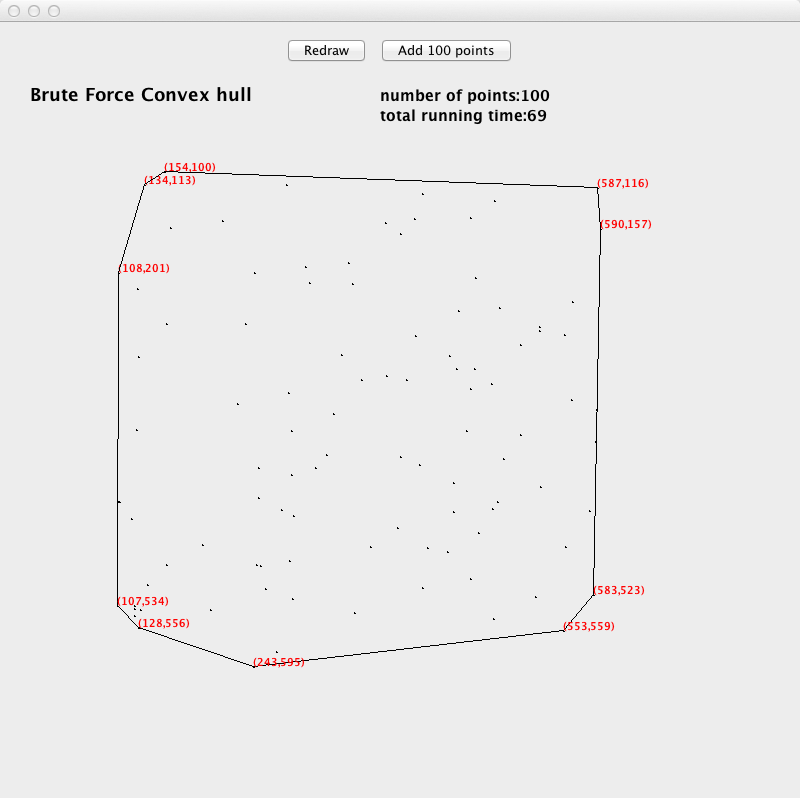 Redraw Add 100 points
Brute Force Convex hull
number of points:100
total running time:69
(154,100)
(134,113)
(587,116)
(590,157)
(108,201)
(583,523)
(107,534)
(128,556)
(553,559)
(243,595)